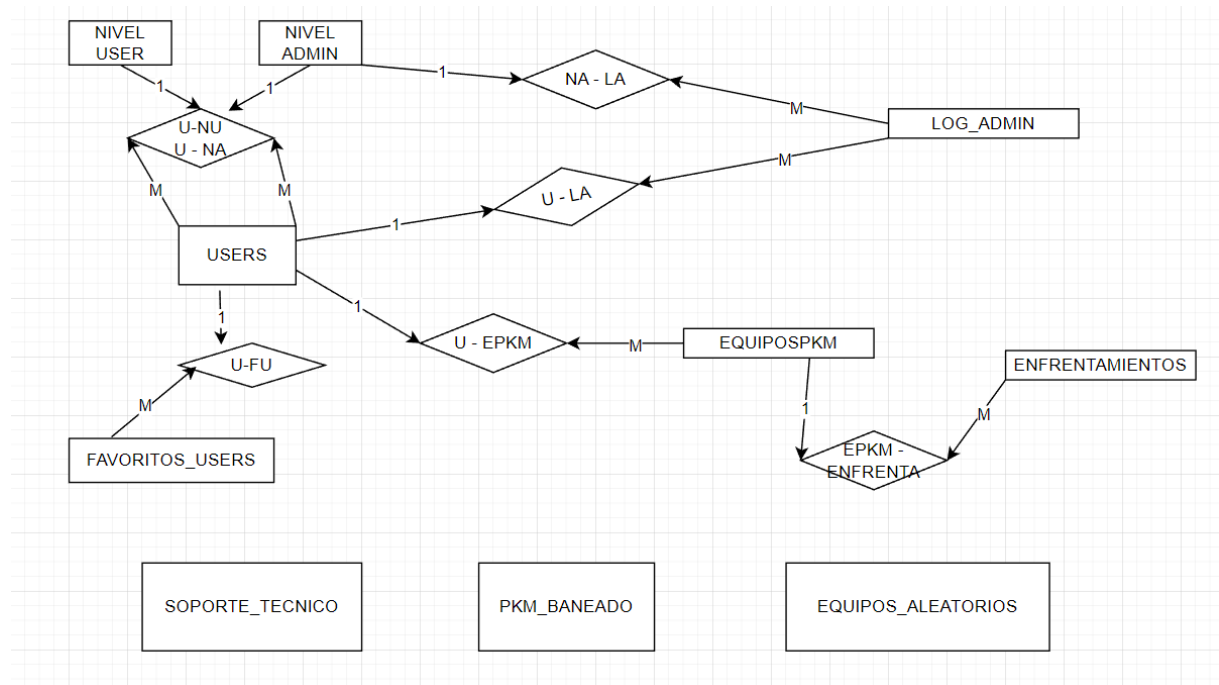 NIVEL
USER
NIVEL
ADMIN
1
1
1
NA - LA
M
LOG_ADMIN
U-NU
U - NA
M
M
M
U - LA
1
USERS
1
1
U - EPKM
M
EQUIPOSPKM
U-FU
ENFRENTAMIENTOS
M
1
M
FAVORITOS_USERS
EPKM -
ENFRENTA
SOPORTE_TECNICO
PKM_BANEADO
EQUIPOS_ALEATORIOS